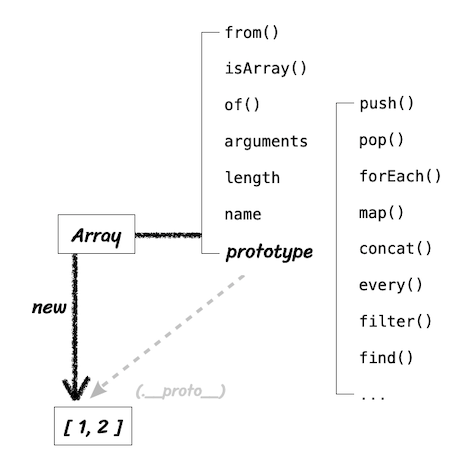 from()
isArray()
of()
arguments
length
name
prototype
push()
pop()
forEach()
map()
concat()
every()
filter()
find()
...
Array
new
(.__proto__)
[ 1, 2 ]